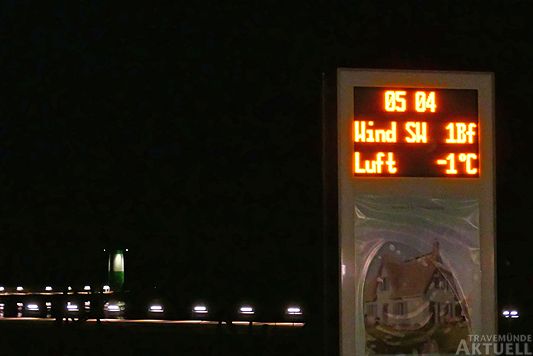 05 04
Wind SW 1Bf
Luft -1°C
TRAVEMÜNDE
AKTUELL